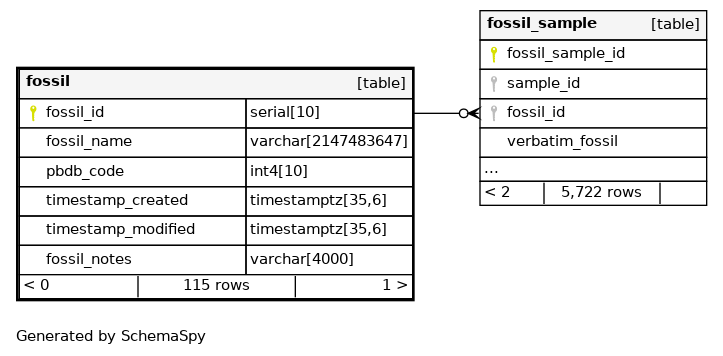 fossil_sample [table]
fossil_sample_id
sample_id
fossil_id
verbatim_fossil
...
< 2 5,722 rows
fossil [table]
fossil_id serial[10]
fossil_name varchar[2147483647]
pbdb_code int4[10]
timestamp_created timestamptz[35,6]
timestamp_modified timestamptz[35,6]
fossil_notes varchar[4000]
< 0 115 rows 1 >
Generated by SchemaSpy